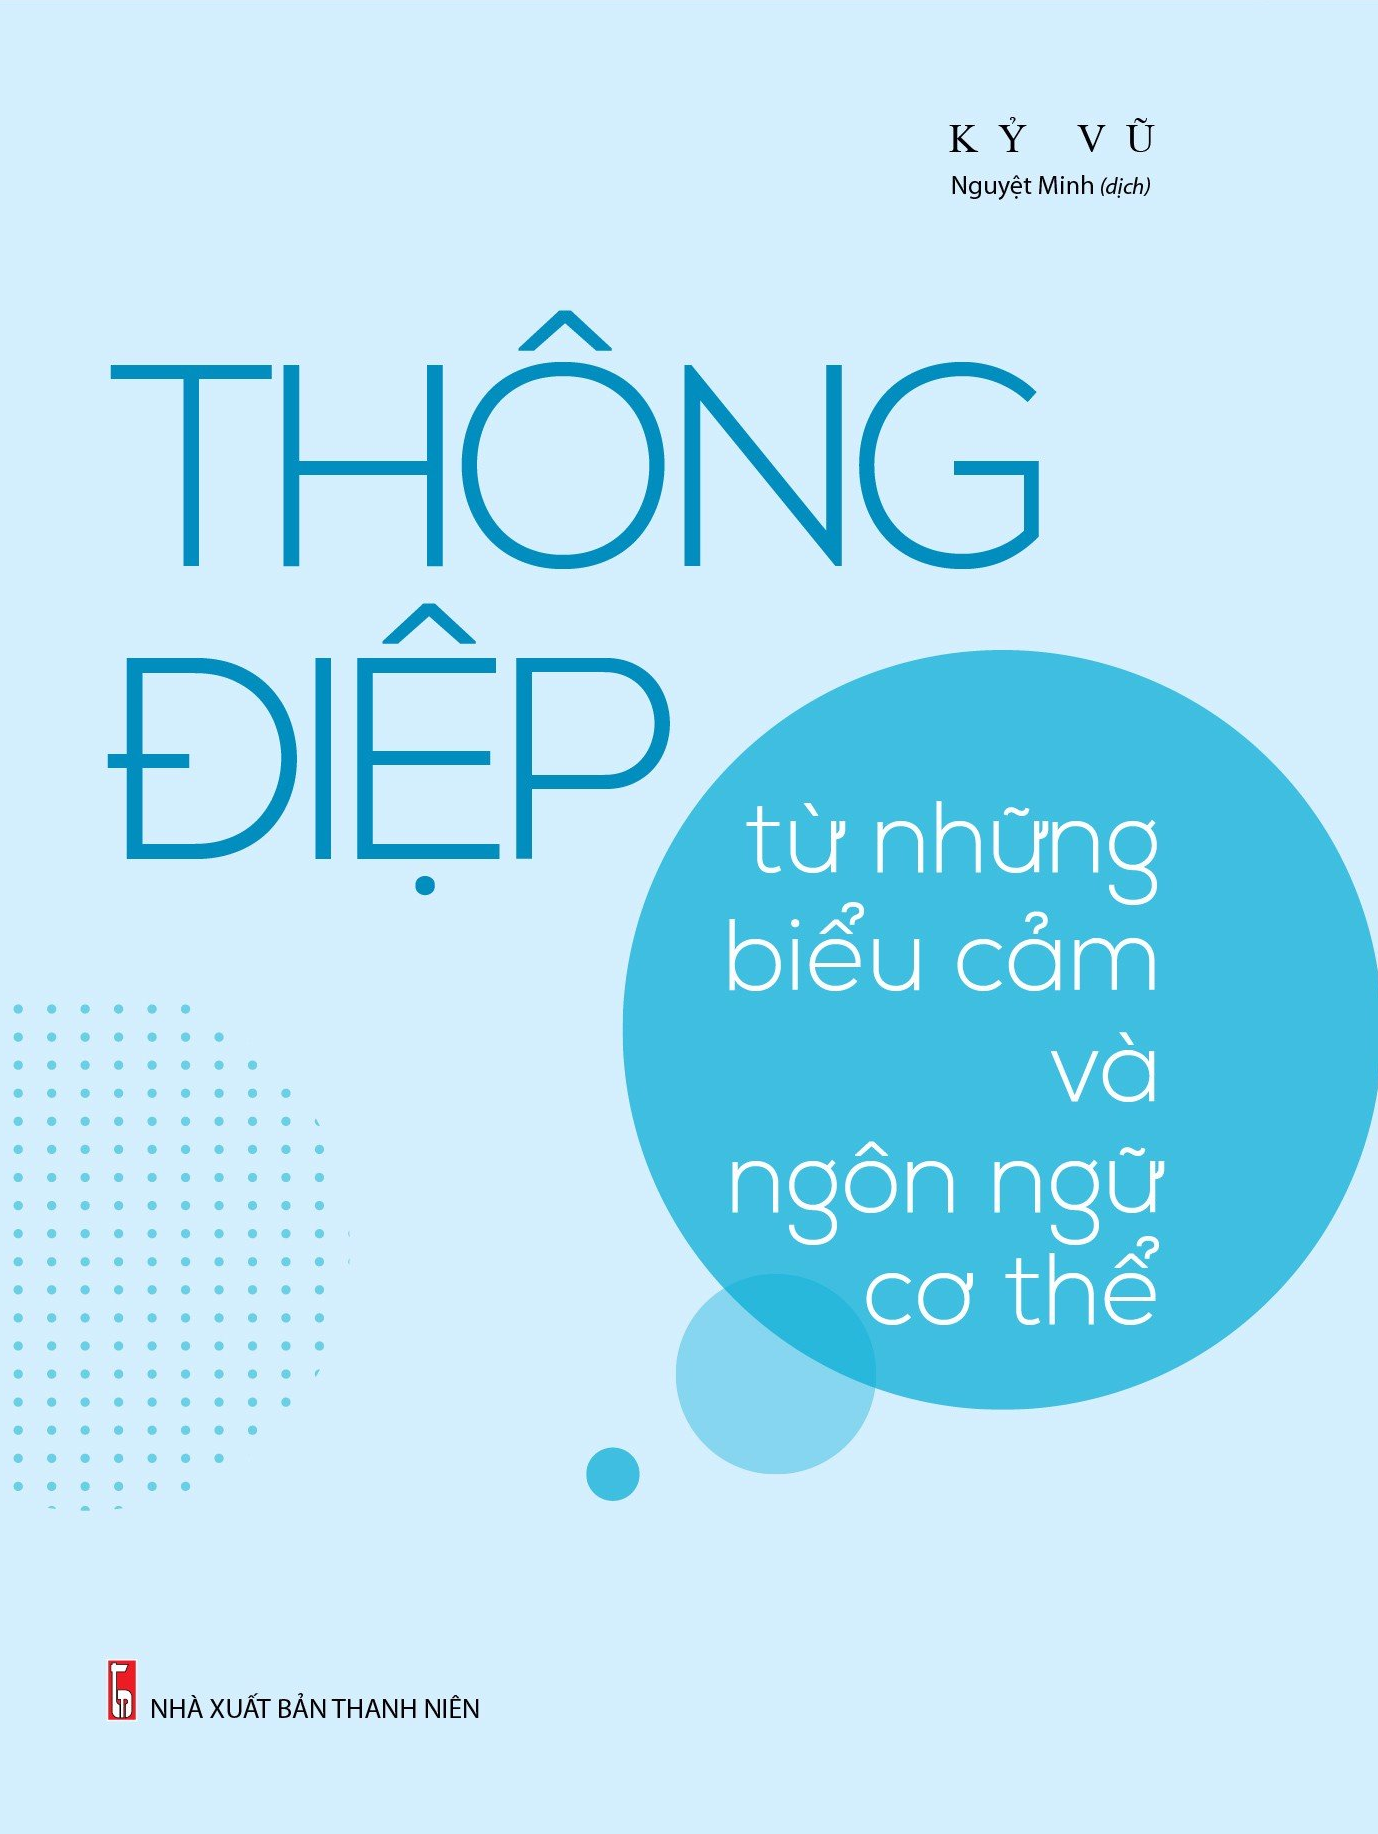 KỶ VŨ
Nguyệt Minh (dịch)
THÔNG
ĐIỆP
từ những
biểu cảm
và
ngôn ngữ
cơ thể
NHÀ XUẤT BẢN THANH NIÊN